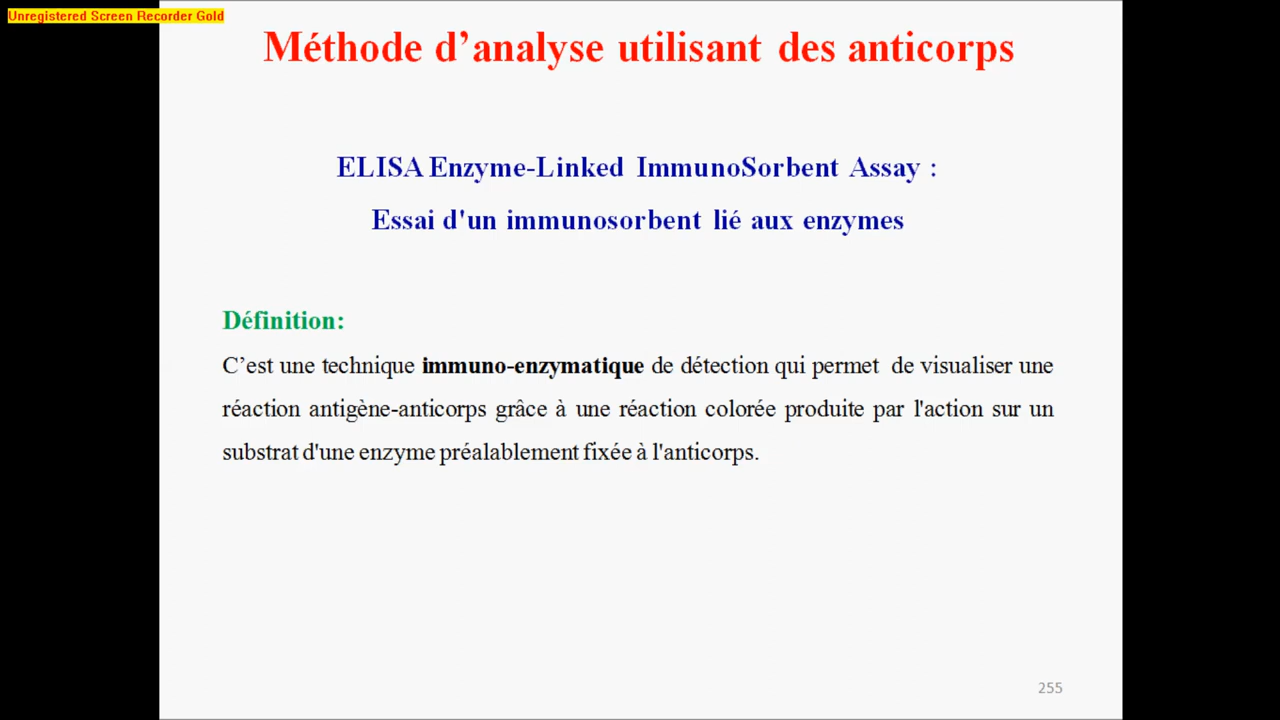 Unregistered Screen Recorder Gold
Méthode d’analyse utilisant des anticorps
ELISA Enzyme-Linked ImmunoSorbent Assay :
Essai d'un immunosorbent lié aux enzymes
Définition:
C’est une technique immuno-enzymatique de détection qui permet de visualiser une
réaction antigène-anticorps grâce à une réaction colorée produite par l'action sur un
substrat d'une enzyme préalablement fixée à l'anticorps.
255